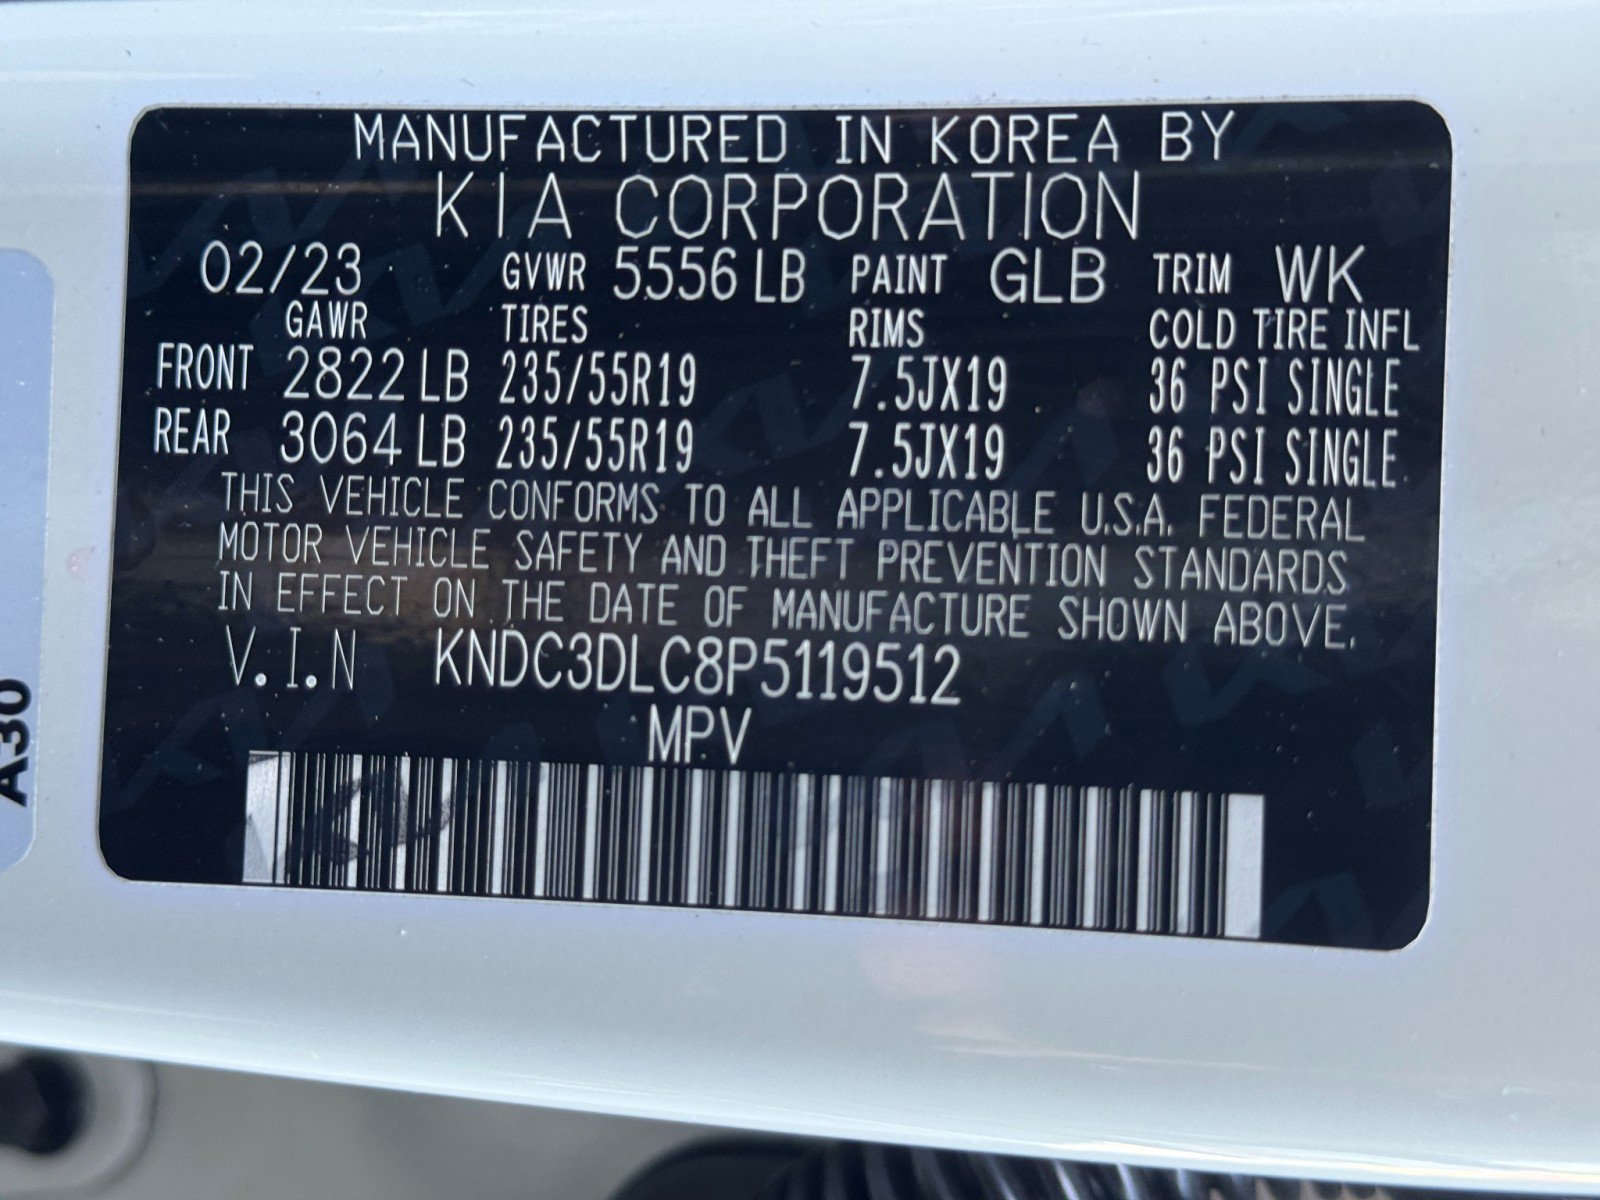 MANUFACTURED IN KOREA BY
KIA CORPORATION
02/23 GVWR 5556 LB PAINT GLB TRIM WK
GAWR TIRES RIMS COLD TIRE INFL
FRONT 2822 LB 235/55R19 7.5JX19 36 PSI SINGLE
REAR 3064 LB 235/55R19 7.5JX19 36 PSI SINGLE
THIS VEHICLE CONFORMS TO ALL APPLICABLE U.S.A. FEDERAL
MOTOR VEHICLE SAFETY AND THEFT PREVENTION STANDARDS
IN EFFECT ON THE DATE OF MANUFACTURE SHOWN ABOVE.
V.I.N KNDC3DLC8P5119512
MPV
A30